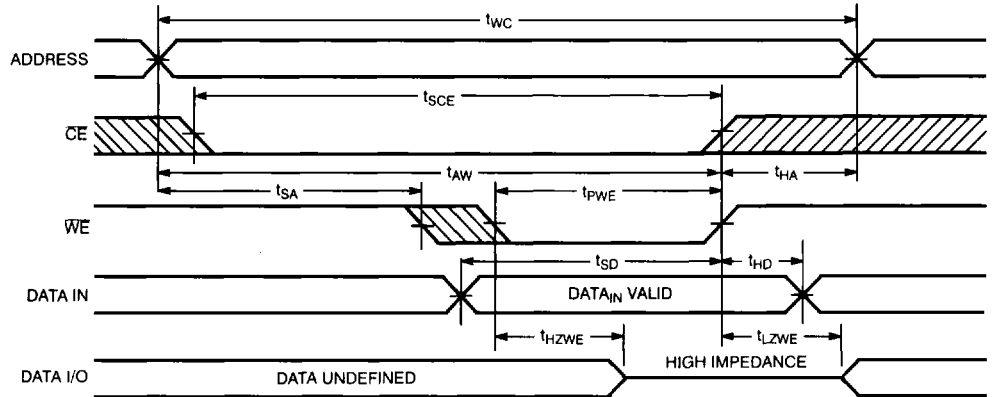 tWC
ADDRESS
tSCE
CE
tAW
tHA
tSA
tPWE
WE
tSD
tHD
DATA IN
DATAIN VALID
tHZWE
tLZWE
HIGH IMPEDANCE
DATA I/O
DATA UNDEFINED